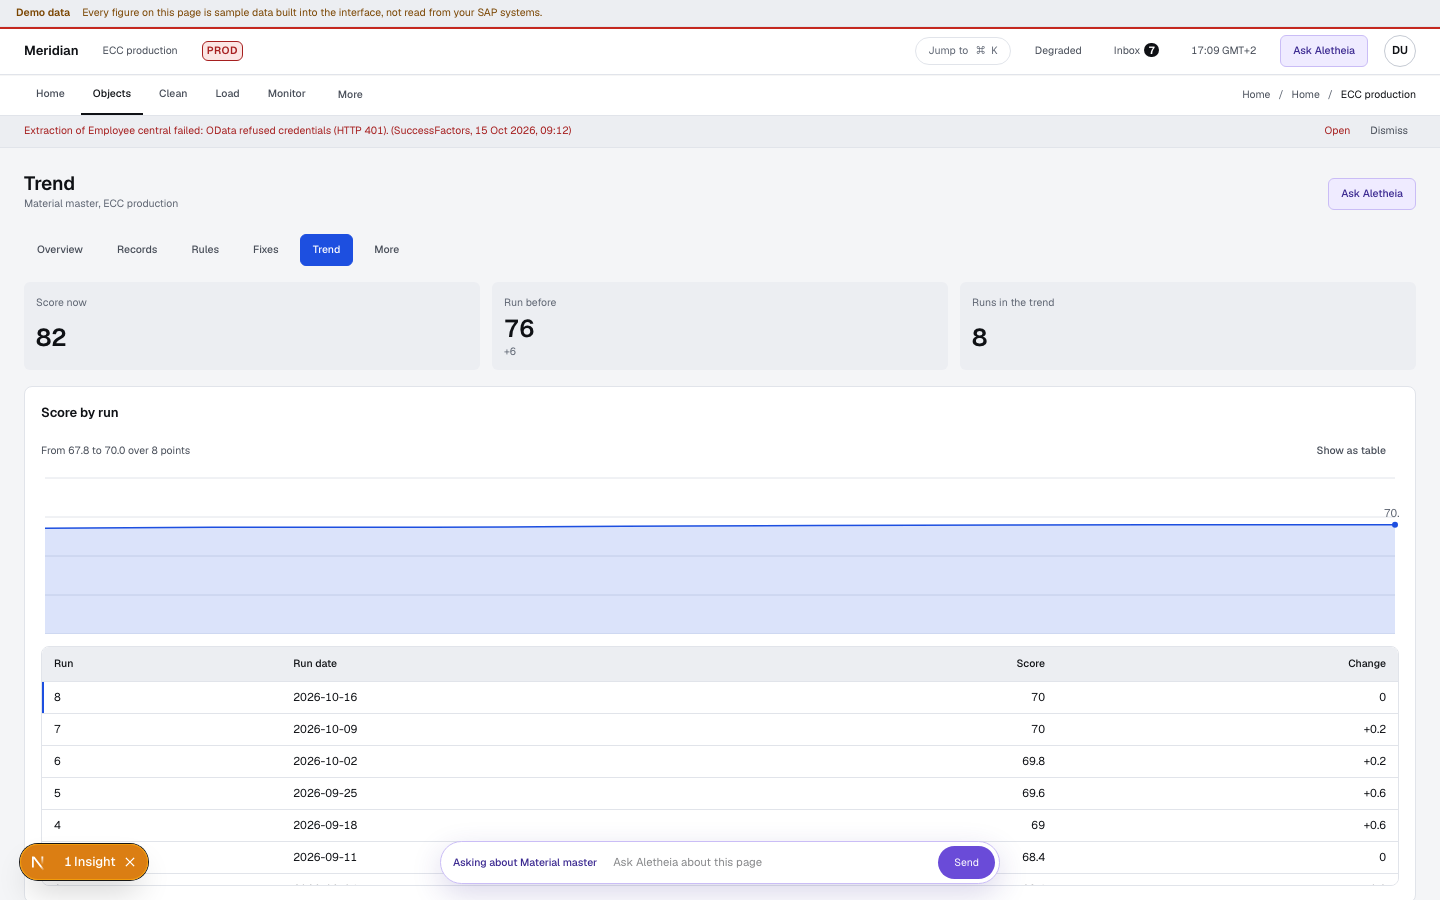 Demo data Every figure on this page is sample data built into the interface, not read from your SAP systems.
Meridian ECC production PROD Jump to ⌘ K Degraded Inbox 7 17:09 GMT+2 Ask Aletheia DU
Home Objects Clean Load Monitor More Home / Home / ECC production
Extraction of Employee central failed: OData refused credentials (HTTP 401). (SuccessFactors, 15 Oct 2026, 09:12) Open Dismiss
Trend
Material master, ECC production
Ask Aletheia
Overview Records Rules Fixes Trend More
Score now
82
Run before
76
+6
Runs in the trend
8
Score by run
From 67.8 to 70.0 over 8 points Show as table
70.
Run Run date Score Change
8 2026-10-16 70 0
7 2026-10-09 70 +0.2
6 2026-10-02 69.8 +0.2
5 2026-09-25 69.6 +0.6
4 2026-09-18 69 +0.6
2026-09-11 68.4 0
1 Insight
Asking about Material master Ask Aletheia about this page Send